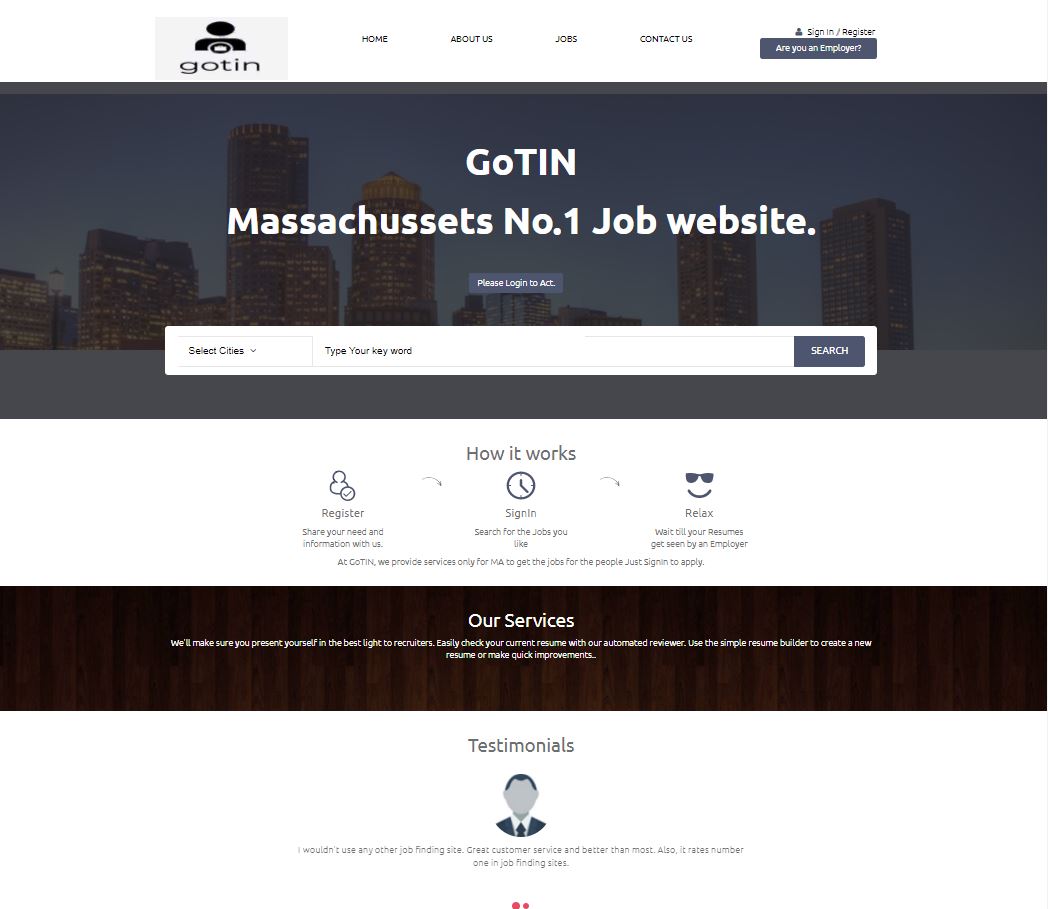 gotin
HOME
ABOUT US
JOBS
CONTACT US
Sign In / Register
Are you an Employer?
GoTIN
Massachussets No.1 Job website.
Please Login to Act.
Select Cities
Type Your key word
SEARCH
How it works
Register
SignIn
Relax
Share your need and
information with us.
Search for the Jobs you
like
Wait till your Resumes
get seen by an Employer
At GoTIN, we provide services only for MA to get the jobs for the people Just SignIn to apply.
Our Services
We'll make sure you present yourself in the best light to recruiters. Easily check your current resume with our automated reviewer. Use the simple resume builder to create a new
resume or make quick improvements..
Testimonials
I wouldn't use any other job finding site. Great customer service and better than most. Also, it rates number
one in job finding sites.